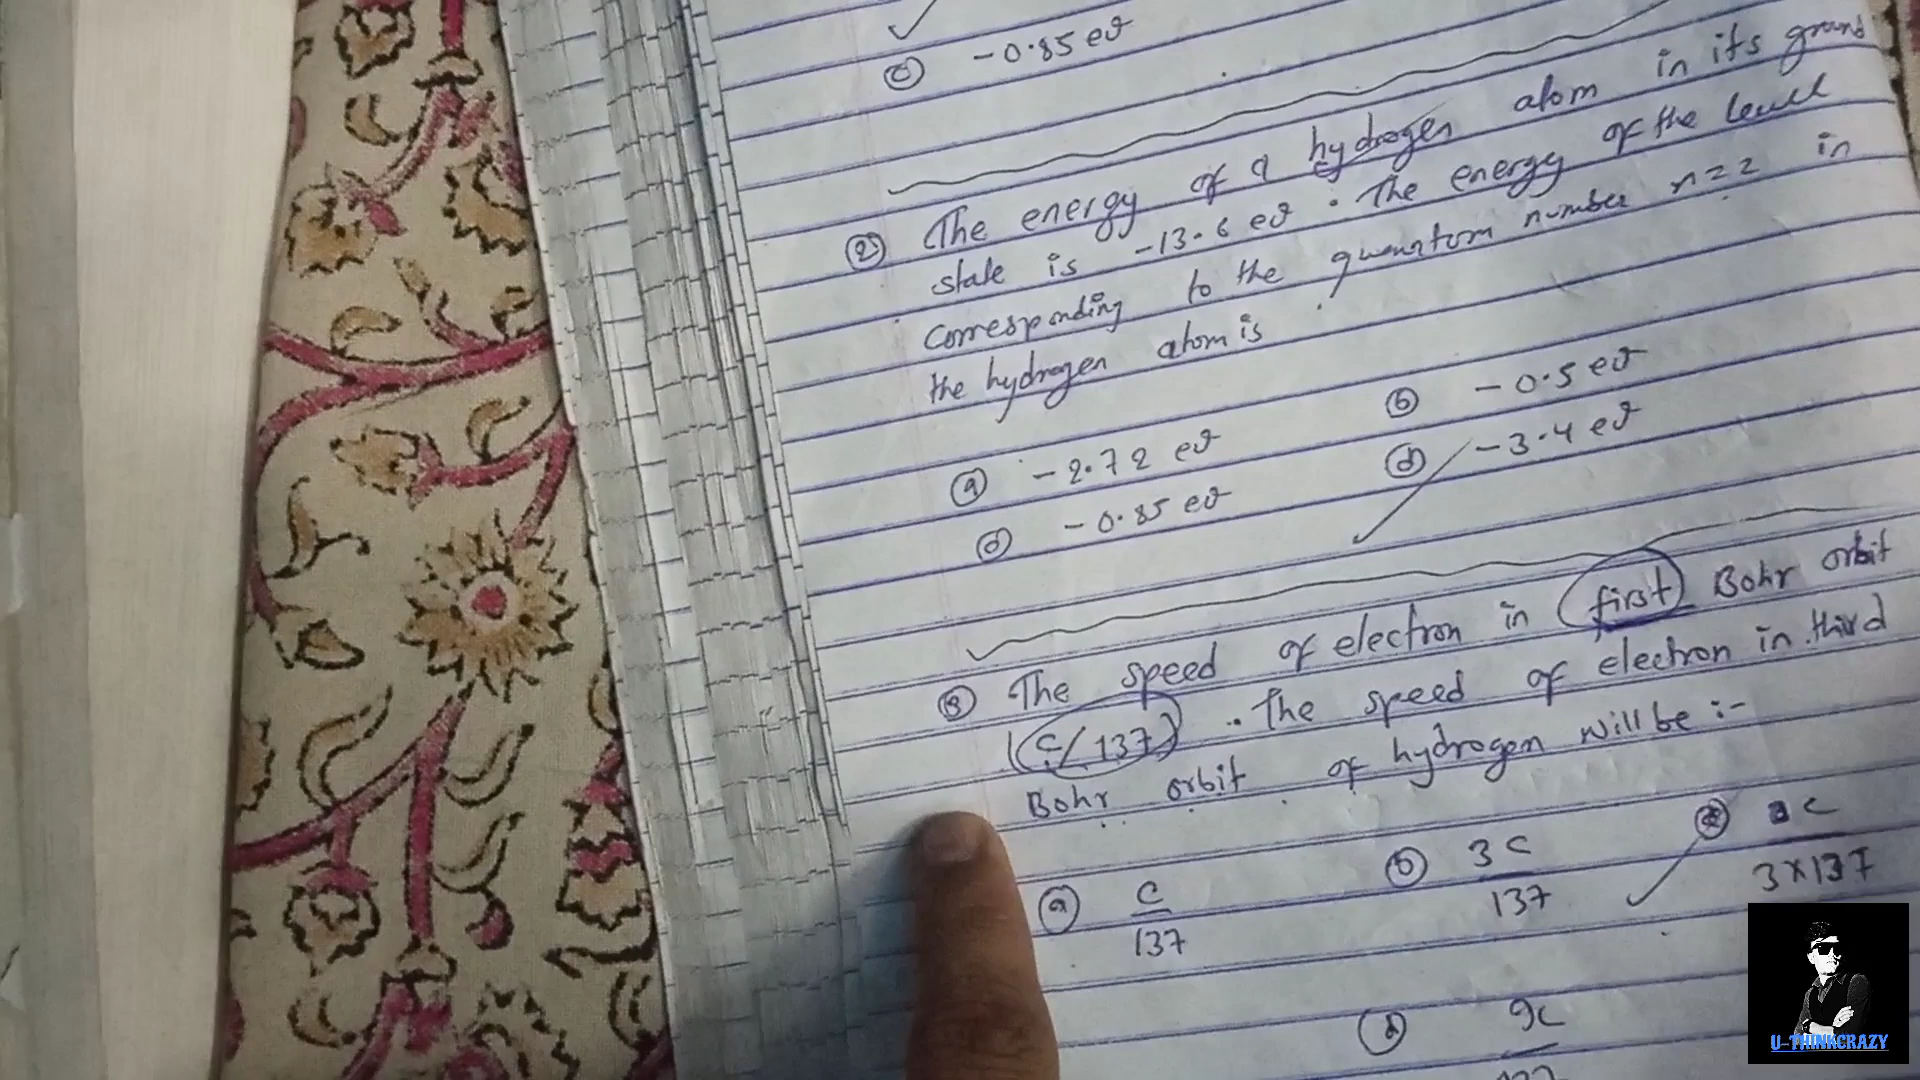 ⓒ -0.85 ev
② The energy of a hydrogen atom in its ground
state is -13.6 ev . The energy of the level
corresponding to the quantum number n=2 in
the hydrogen atom is
ⓐ -2.72 ev ⓑ -0.5 ev
ⓒ -0.85 ev ⓓ -3.4 ev
③ The speed of electron in first Bohr orbit
(c/137) . The speed of electron in third
Bohr orbit of hydrogen will be :-
ⓐ c/137 ⓑ 3c/137 c/3×137
ⓓ 9c
U-THINKCRAZY